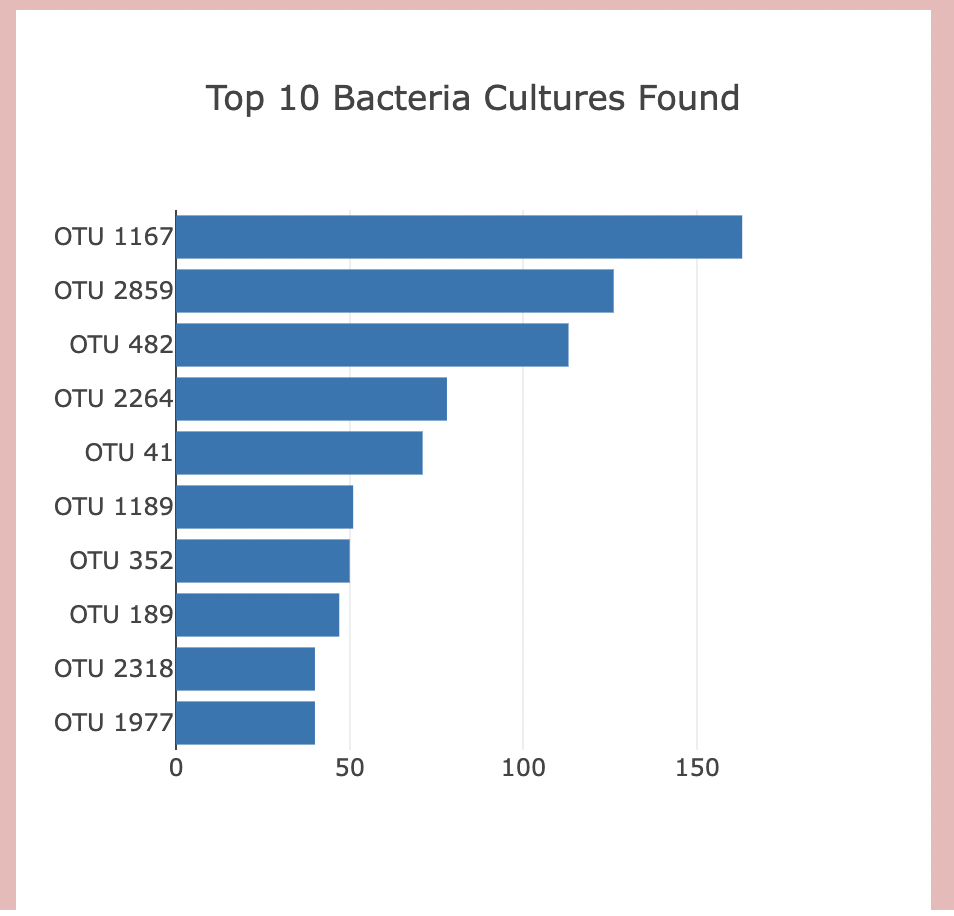 Top 10 Bacteria Cultures Found
OTU 1167
OTU 2859
OTU 482
OTU 2264
OTU 41
OTU 1189
OTU 352
OTU 189
OTU 2318
OTU 1977
0 50 100 150